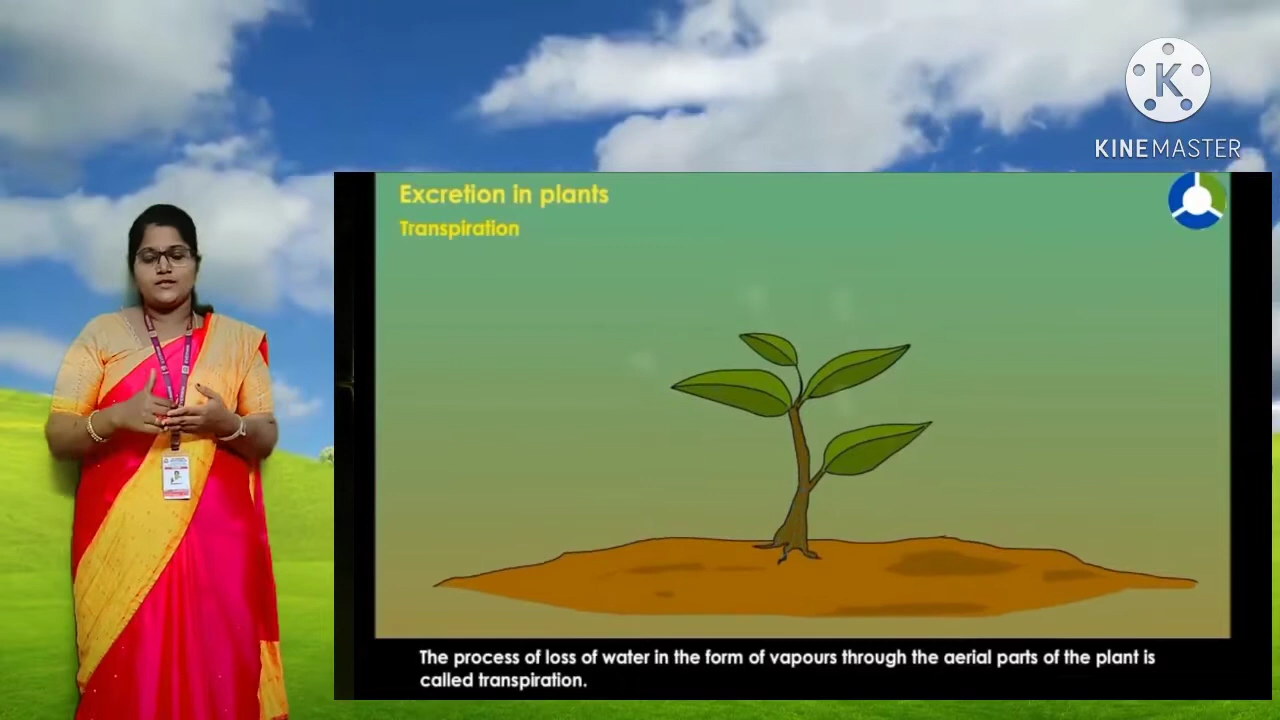 KINEMASTER
Excretion in plants
Transpiration
The process of loss of water in the form of vapours through the aerial parts of the plant is
called transpiration.